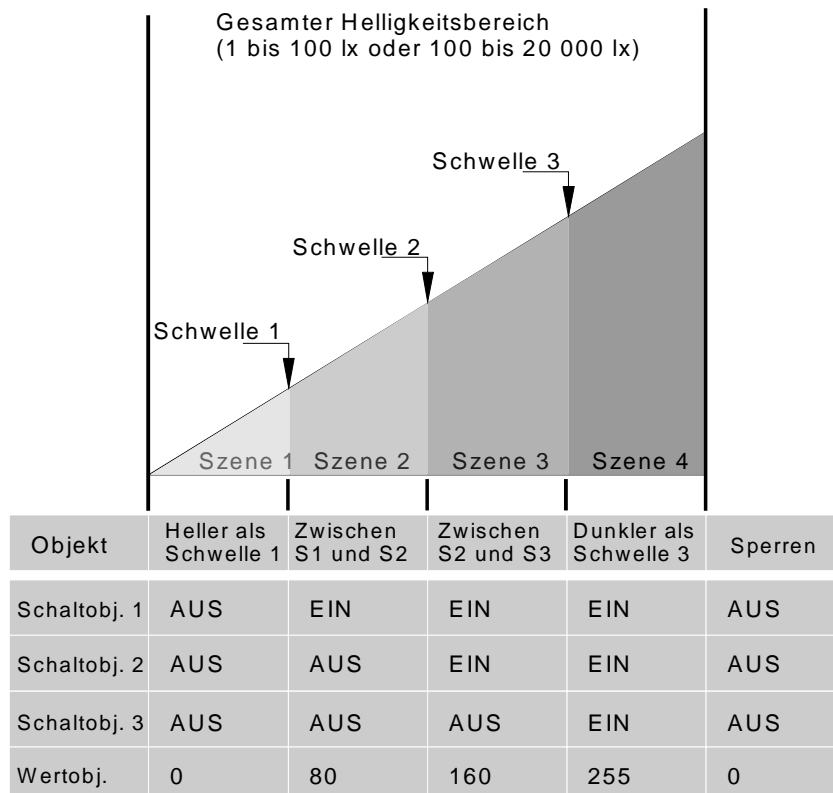 Gesamter Helligkeitsbereich
(1 bis 100 lx oder 100 bis 20 000 lx)
Schwelle 3
Schwelle 2
Schwelle 1
Szene 1 Szene 2 Szene 3 Szene 4
Objekt Heller als Schwelle 1 Zwischen S1 und S2 Zwischen S2 und S3 Dunkler als Schwelle 3 Sperren
Schaltobj. 1 AUS EIN EIN EIN AUS
Schaltobj. 2 AUS AUS EIN EIN AUS
Schaltobj. 3 AUS AUS AUS EIN AUS
Wertobj. 0 80 160 255 0